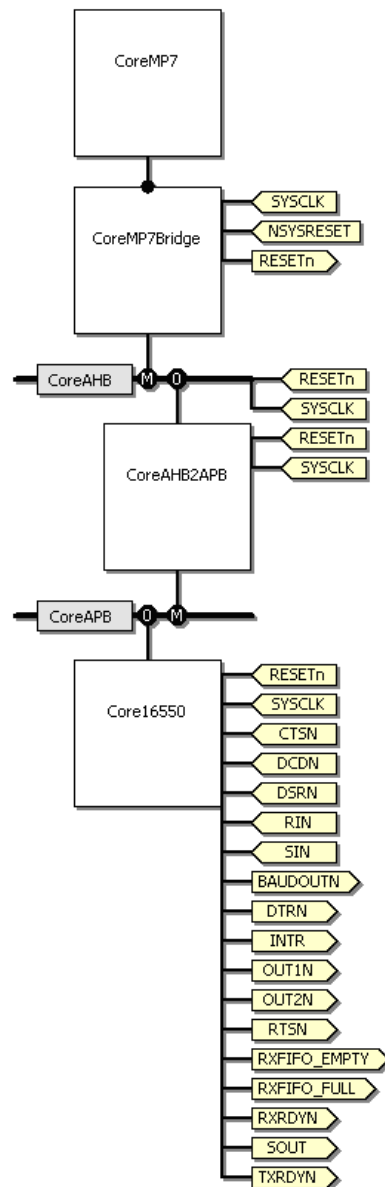 CoreMP7
CoreMP7Bridge
SYSCLK
NSYSRESET
RESETn
CoreAHB
M
0
RESETn
SYSCLK
CoreAHB2APB
RESETn
SYSCLK
CoreAPB
0
M
Core16550
RESETn
SYSCLK
CTSN
DCDN
DSRN
RIN
SIN
BAUDOUTN
DTRN
INTR
OUT1N
OUT2N
RTSN
RXFIFO_EMPTY
RXFIFO_FULL
RXRDYN
SOUT
TXRDYN